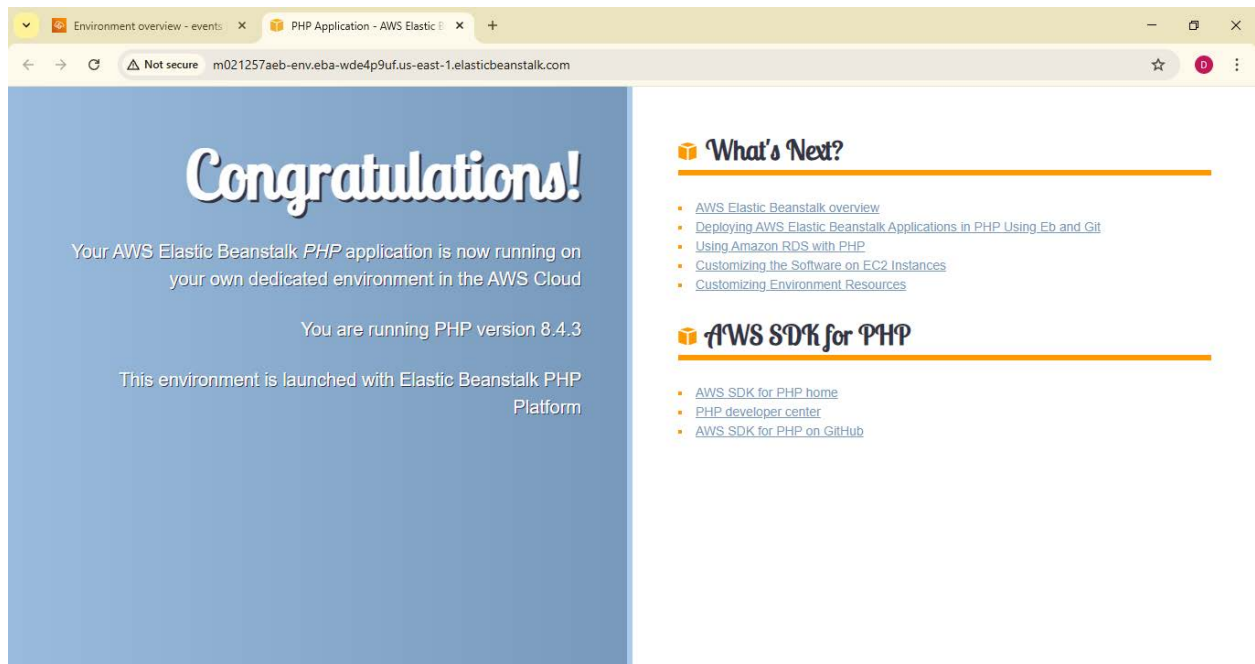 Environment overview - events
PHP Application - AWS Elastic B
Not secure
m021257aeb-env.eba-wde4p9uf.us-east-1.elasticbeanstalk.com
D
Congratulations!
Your AWS Elastic Beanstalk PHP application is now running on
your own dedicated environment in the AWS Cloud
You are running PHP version 8.4.3
This environment is launched with Elastic Beanstalk PHP
Platform
What's Next?
AWS Elastic Beanstalk overview
Deploying AWS Elastic Beanstalk Applications in PHP Using Eb and Git
Using Amazon RDS with PHP
Customizing the Software on EC2 Instances
Customizing Environment Resources
AWS SDK for PHP
AWS SDK for PHP home
PHP developer center
AWS SDK for PHP on GitHub